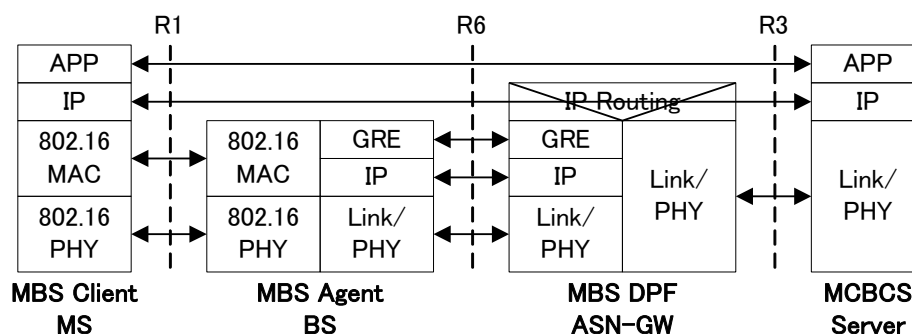 R1
R6
R3
APP
APP
IP
IP Routing
IP
802.16
MAC
802.16
MAC
GRE
GRE
IP
IP
Link/
PHY
Link/
PHY
802.16
PHY
802.16
PHY
Link/
PHY
Link/
PHY
MBS Client
MS
MBS Agent
BS
MBS DPF
ASN-GW
MCBCS
Server